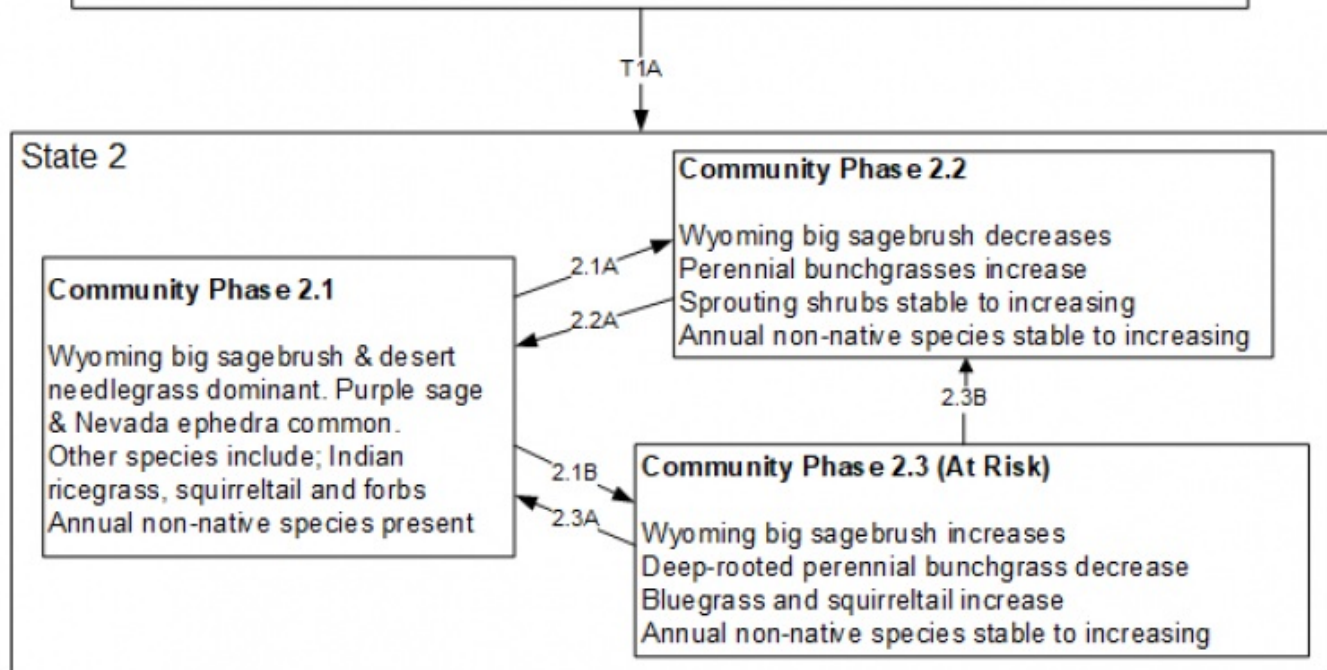 T1A
State 2
Community Phase 2.2
Wyoming big sagebrush decreases
Perennial bunchgrasses increase
Sprouting shrubs stable to increasing
Annual non-native species stable to increasing
2.1A
2.2A
Community Phase 2.1
Wyoming big sagebrush & desert
needlegrass dominant. Purple sage
& Nevada ephedra common.
Other species include; Indian
ricegrass, squirreltail and forbs
Annual non-native species present
2.3B
2.1B
2.3A
Community Phase 2.3 (At Risk)
Wyoming big sagebrush increases
Deep-rooted perennial bunchgrass decrease
Bluegrass and squirreltail increase
Annual non-native species stable to increasing